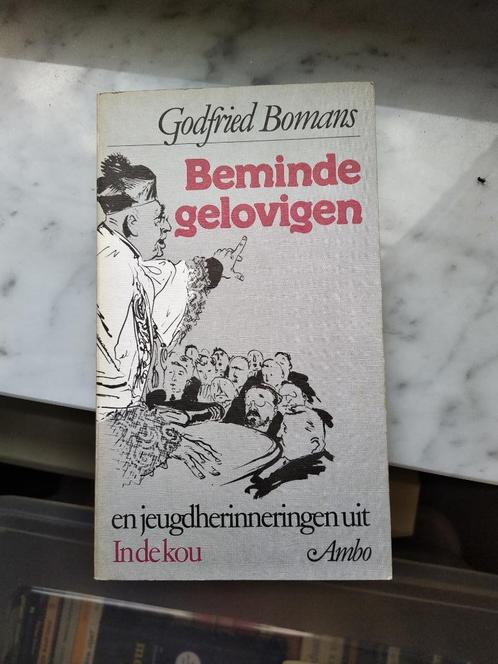 Godfried Bomans
Beminde
gelovigen
en jeugdherinneringen uit
In de kou
Ambo